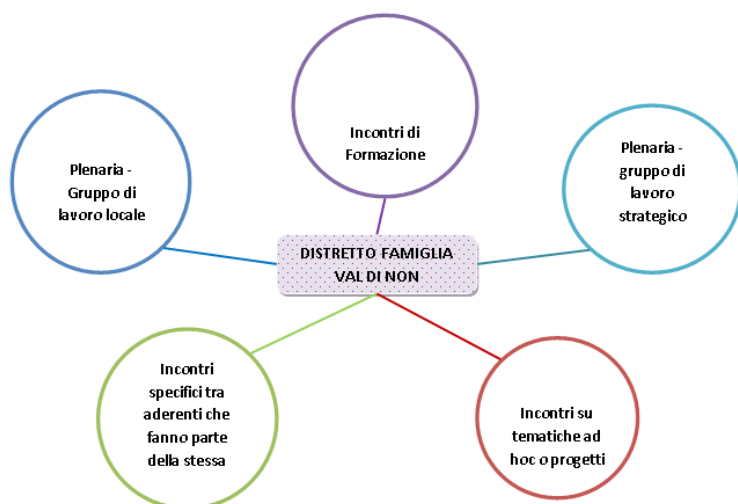 Incontri di
Formazione
Plenaria -
Gruppo di
lavoro locale
Plenaria -
gruppo di
lavoro
strategico
DISTRETTO FAMIGLIA
VAL DI NON
Incontri
specifici tra
aderenti che
fanno parte
della stessa
Incontri su
tematiche ad
hoc o progetti